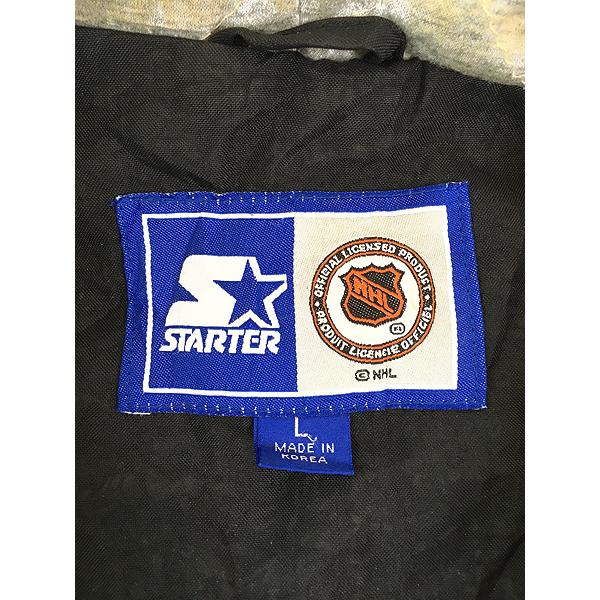 STARTER
OFFICIAL LICENSED PRODUCT
NHL
PRODUIT LICENCIE OFFICIEL
© NHL
L
MADE IN
KOREA